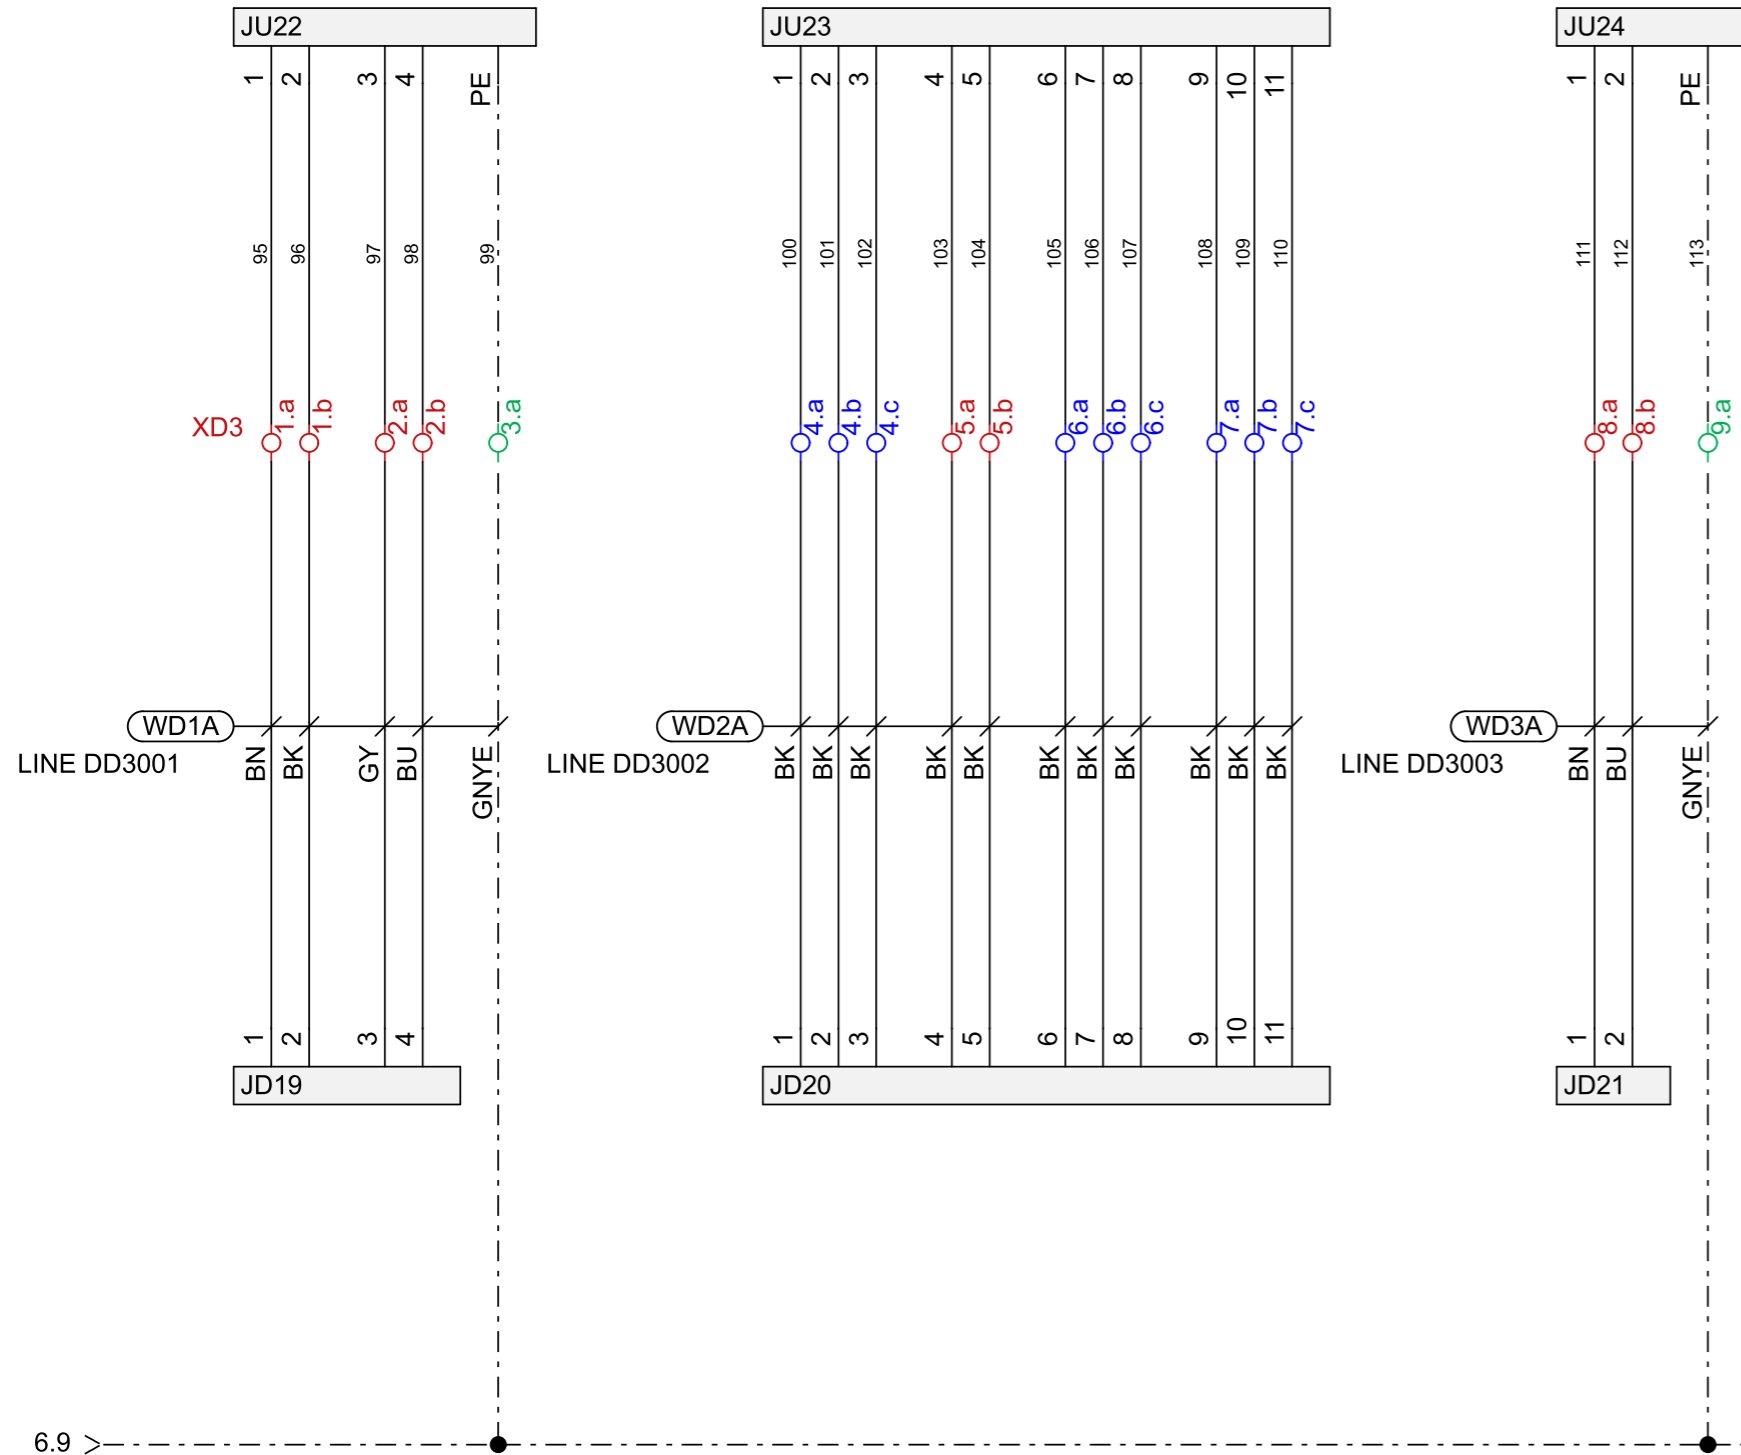 JU22 JU23 JU24
1 2 3 4 PE 1 2 3 4 5 6 7 8 9 10 11 1 2 PE
95 96 97 98 99 100 101 102 103 104 105 106 107 108 109 110 111 112 113
XD3 1.a 1.b 2.a 2.b 3.a 4.a 4.b 4.c 5.a 5.b 6.a 6.b 6.c 7.a 7.b 7.c 8.a 8.b 9.a
WD1A WD2A WD3A
LINE DD3001 BN BK GY BU GNYE LINE DD3002 BK BK BK BK BK BK BK BK BK BK BK LINE DD3003 BN BU GNYE
1 2 3 4 1 2 3 4 5 6 7 8 9 10 11 1 2
JD19 JD20 JD21
6.9